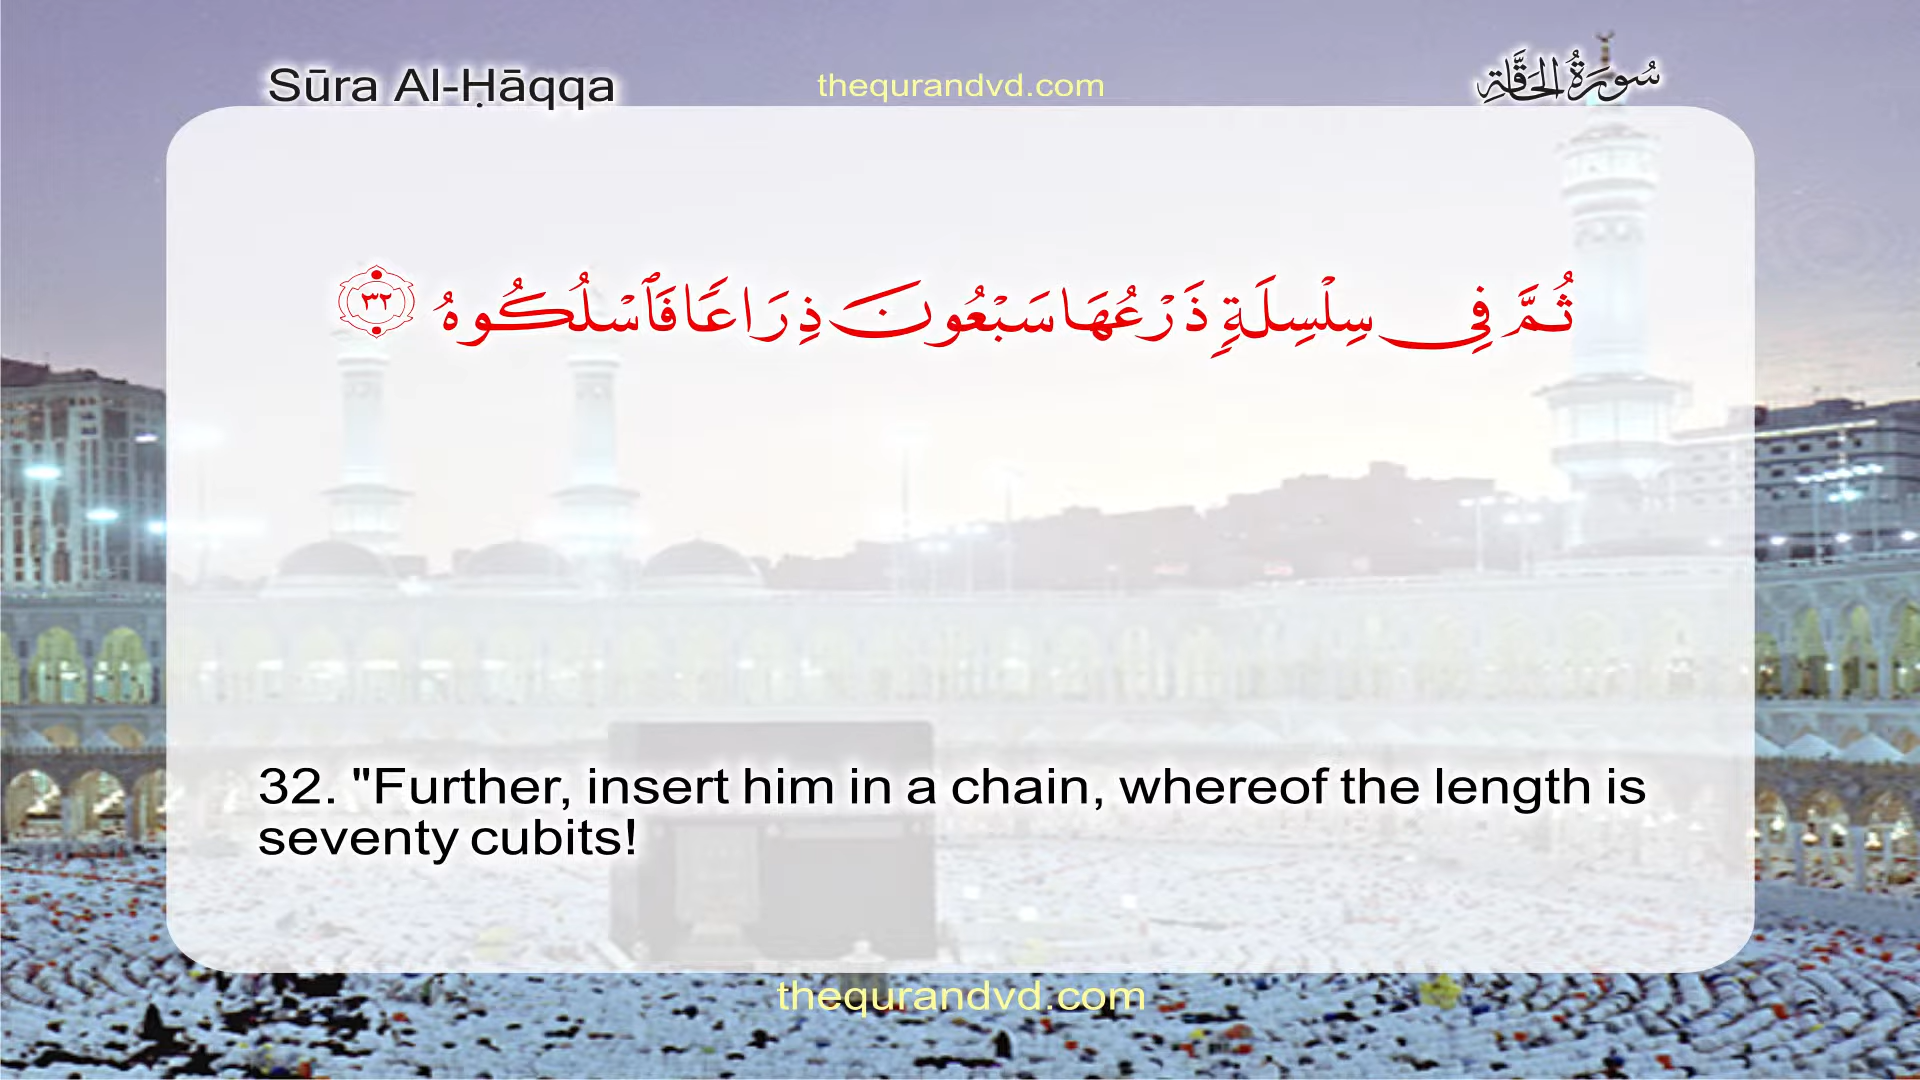 Sūra Al-Ḥāqqa
thequrandvd.com
سُورَةُ الحَاقَّةِ
ثُمَّ فِي سِلْسِلَةٍ ذَرْعُهَا سَبْعُونَ ذِرَاعًا فَٱسْلُكُوهُ ٣٢
32. "Further, insert him in a chain, whereof the length is
seventy cubits!
thequrandvd.com